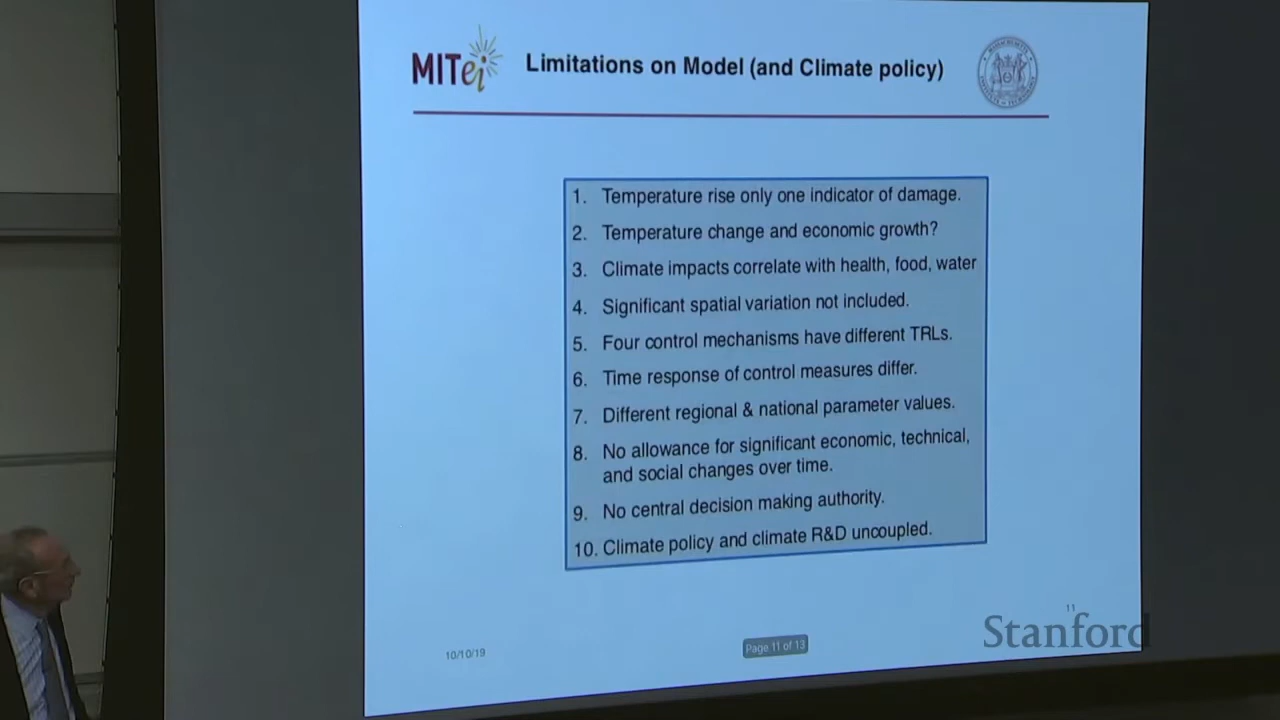 MITei
Limitations on Model (and Climate policy)
1. Temperature rise only one indicator of damage.
2. Temperature change and economic growth?
3. Climate impacts correlate with health, food, water
4. Significant spatial variation not included.
5. Four control mechanisms have different TRLs.
6. Time response of control measures differ.
7. Different regional & national parameter values.
8. No allowance for significant economic, technical,
and social changes over time.
9. No central decision making authority.
10. Climate policy and climate R&D uncoupled.
11
Stanford
10/10/19
Page 11 of 13